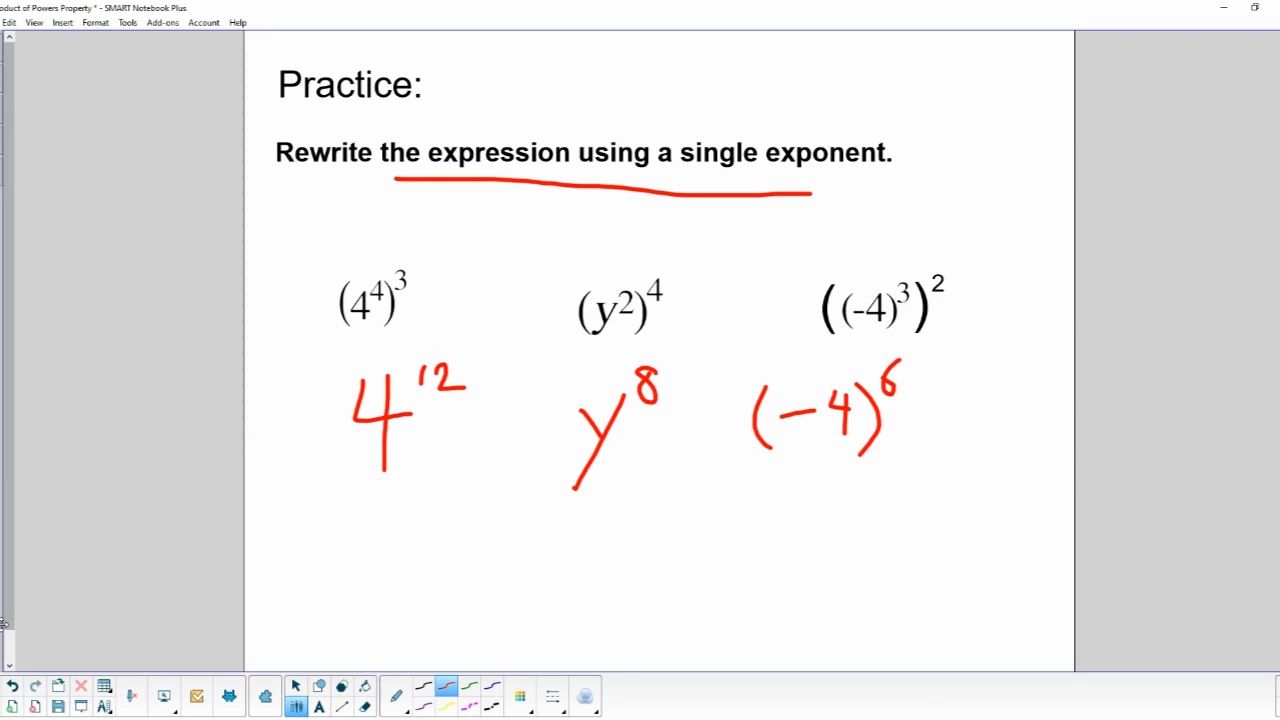 oduct of Powers Property * - SMART Notebook Plus
Edit View Insert Format Tools Add-ons Account Help
Practice:
Rewrite the expression using a single exponent.
(4⁴)³ (y²)⁴ ((-4)³)²
4¹² y⁸ (-4)⁶